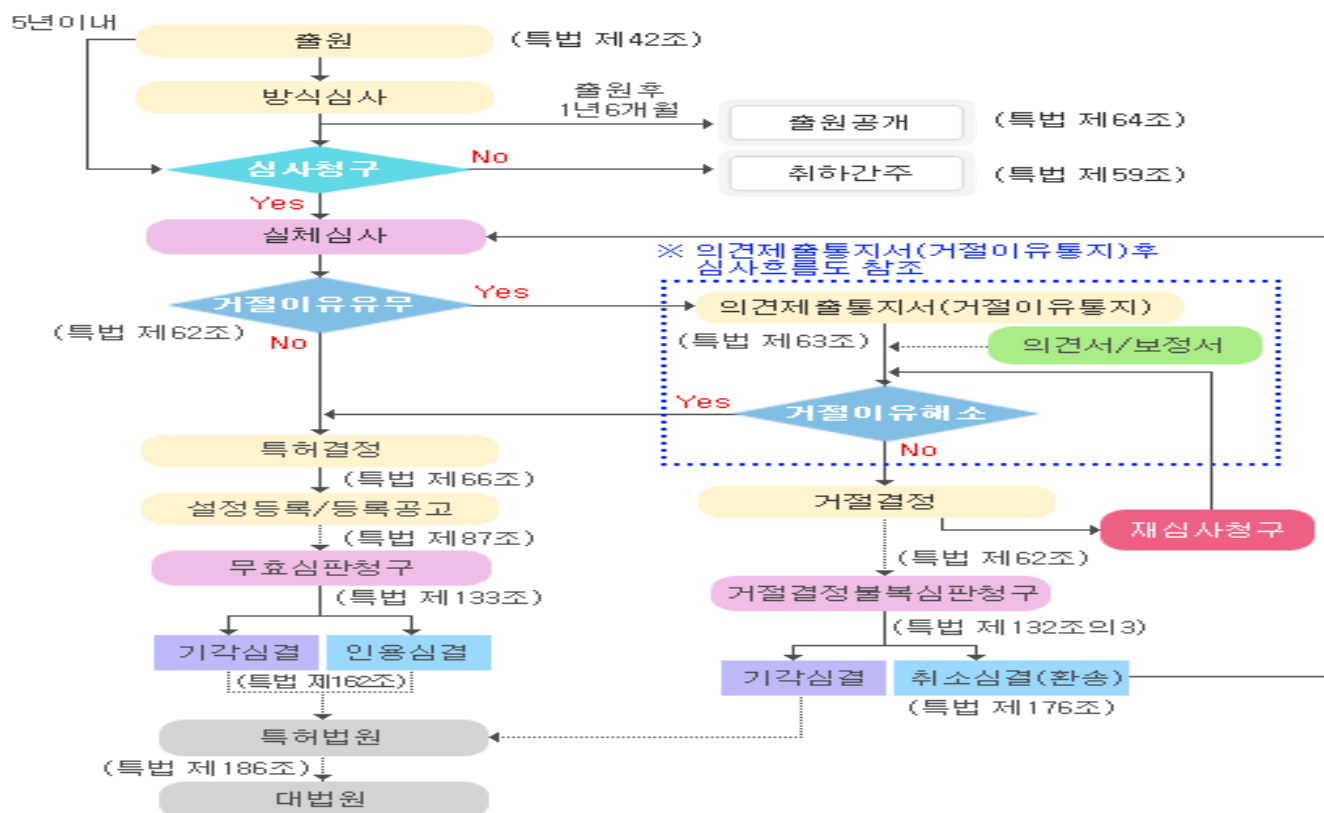 5년이내
출원
(특법 제42조)
방식심사
출원후
1년6개월
출원공개
(특법 제64조)
심사청구
No
취하간주
(특법 제59조)
Yes
실체심사
※ 의견제출통지서(거절이유통지)후
심사흐름도 참조
거절이유유무
Yes
의견제출통지서(거절이유통지)
(특법 제62조)
No
(특법 제63조)
의견서/보정서
Yes
거절이유해소
No
특허결정
(특법 제66조)
거절결정
설정등록/등록공고
재심사청구
(특법 제87조)
(특법 제62조)
무효심판청구
거절결정불복심판청구
(특법 제133조)
(특법 제132조의3)
기각심결
인용심결
(특법 제162조)
기각심결
취소심결(환송)
(특법 제176조)
특허법원
(특법 제186조)
대법원